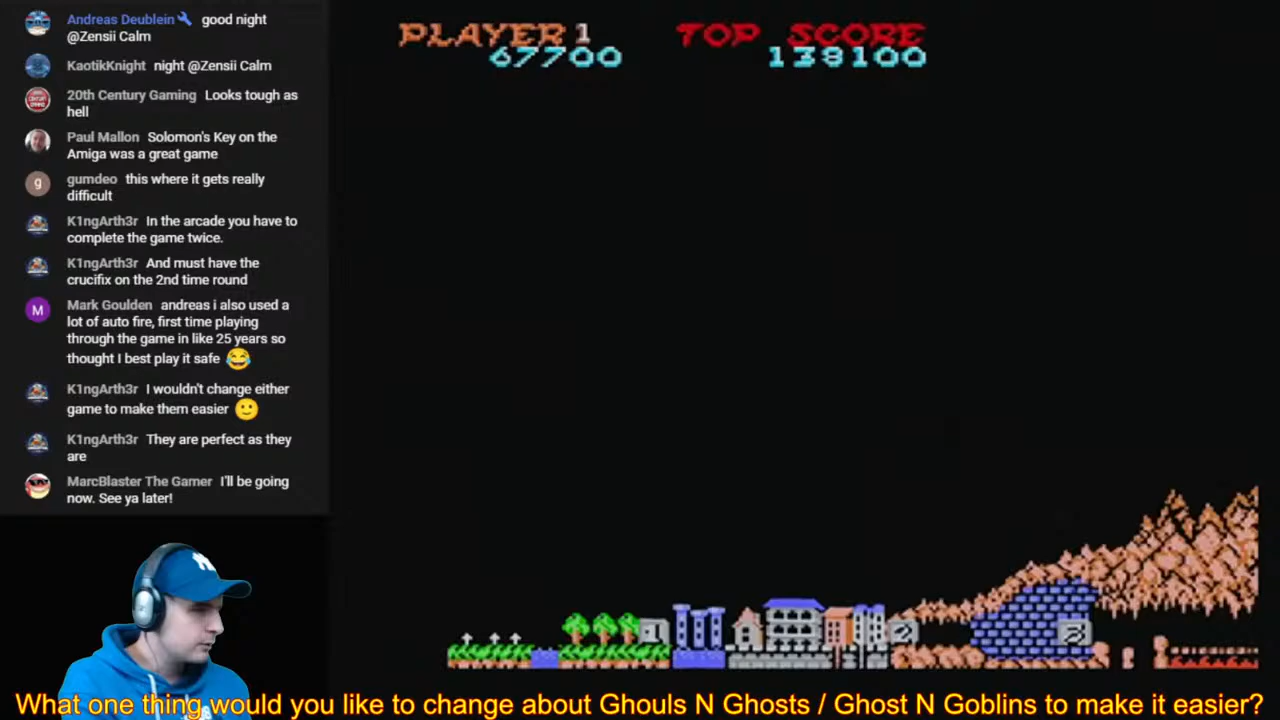 Andreas Deublein good night
@Zensii Calm
KaotikKnight night @Zensii Calm
20th Century Gaming Looks tough as
hell
Paul Mallon Solomon's Key on the
Amiga was a great game
g
gumdeo this where it gets really
difficult
K1ngArth3r In the arcade you have to
complete the game twice.
K1ngArth3r And must have the
crucifix on the 2nd time round
M
Mark Goulden andreas i also used a
lot of auto fire, first time playing
through the game in like 25 years so
thought I best play it safe 😂
K1ngArth3r I wouldn't change either
game to make them easier 🙂
K1ngArth3r They are perfect as they
are
MarcBlaster The Gamer I'll be going
now. See ya later!
PLAYER 1 TOP SCORE
67700 138100
1 2 3
What one thing would you like to change about Ghouls N Ghosts / Ghost N Goblins to make it easier?